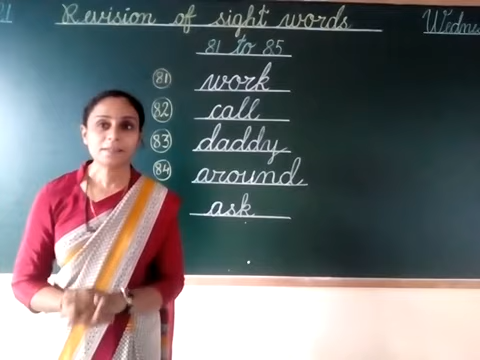 Revision of sight words
81 to 85
81 work
82 call
83 daddy
84 around
ask